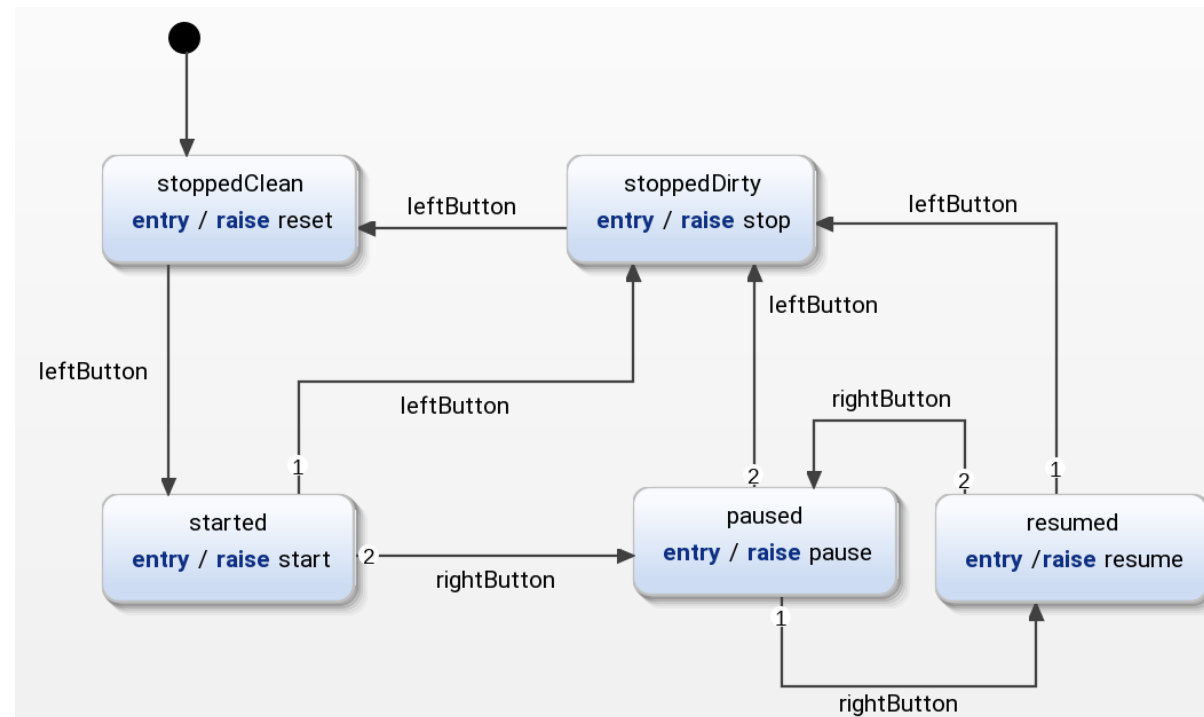 stoppedClean
entry / raise reset
stoppedDirty
entry / raise stop
leftButton
leftButton
leftButton
leftButton
leftButton
rightButton
1
2
2
1
started
entry / raise start
2
rightButton
paused
entry / raise pause
resumed
entry /raise resume
1
rightButton